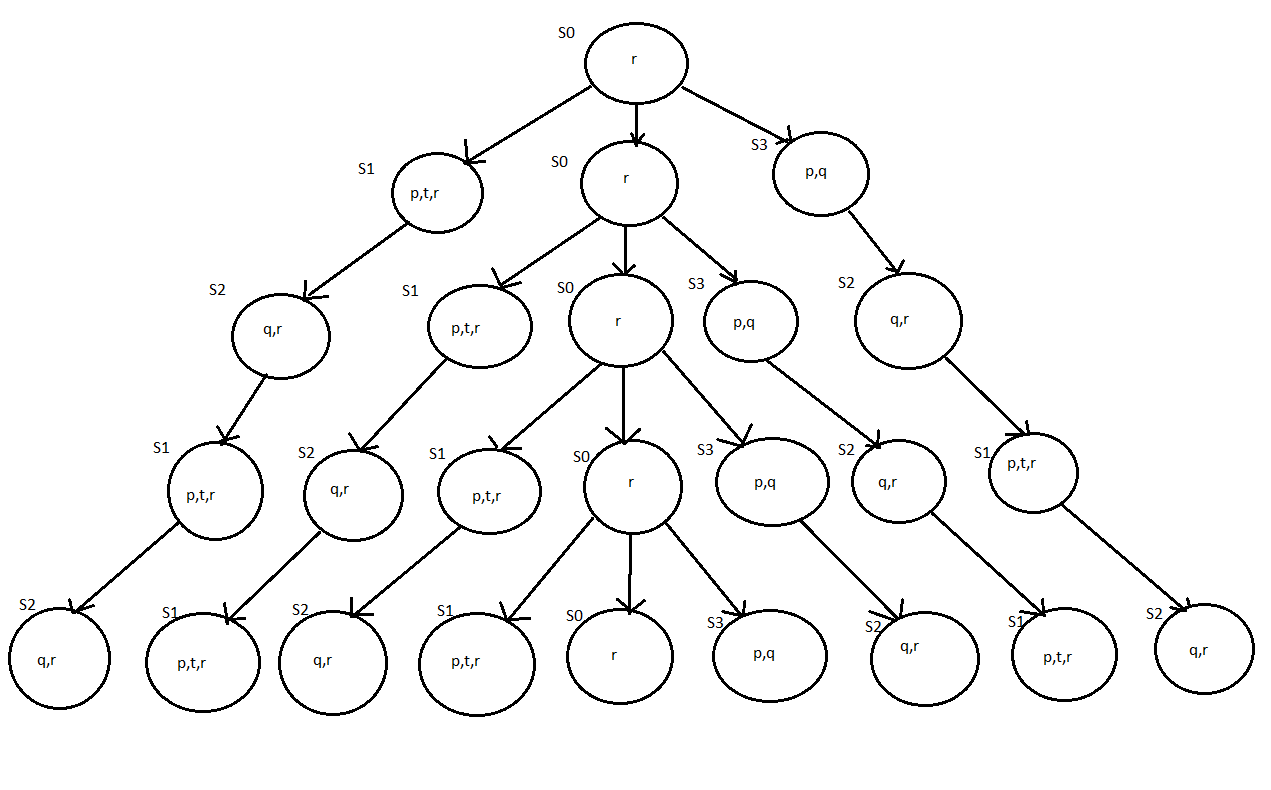 S0
r
S1
p,t,r
S0
r
S3
p,q
S2
q,r
S1
p,t,r
S0
r
S3
p,q
S2
q,r
S1
p,t,r
S2
q,r
S1
p,t,r
S0
r
S3
p,q
S2
q,r
S1
p,t,r
S2
q,r
S1
p,t,r
S2
q,r
S1
p,t,r
S0
r
S3
p,q
S2
q,r
S1
p,t,r
S2
q,r